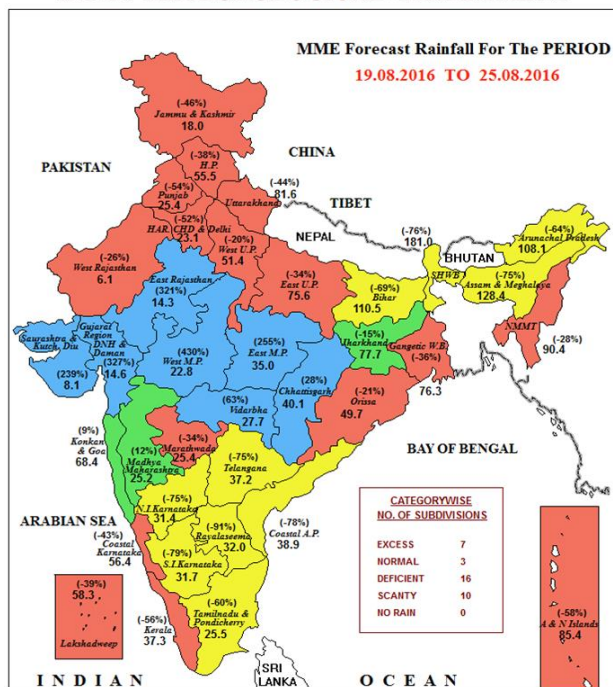 MME Forecast Rainfall For The PERIOD
19.08.2016 TO 25.08.2016
(-46%)
Jammu & Kashmir
18.0
CHINA
PAKISTAN
(-38%)
H.P.
55.5
(-54%)
Punjab
25.4
(-44%)
81.6
Uttarakhand
TIBET
(-52%)
HAR. CHD & Delhi
23.1
NEPAL
(-26%)
West Rajasthan
6.1
(-20%)
West U.P.
51.4
(-76%)
181.0
BHUTAN
(-64%)
Arunachal Pradesh
108.1
East Rajasthan
(321%)
14.3
(-34%)
East U.P.
75.6
(-69%)
Bihar
110.5
SHWB
(-75%)
Assam & Meghalaya
128.4
NMMT
(-28%)
90.4
Saurashtra &
Kutch, Diu
(239%)
8.1
Gujarat
Region
DNH &
Daman
(327%)
14.6
(430%)
West M.P.
22.8
(255%)
East M.P.
35.0
(-15%)
Jharkhand
77.7
Gangetic W.B.
(-36%)
76.3
(28%)
Chhattisgarh
40.1
(63%)
Vidarbha
27.7
(-21%)
Orissa
49.7
(9%)
Konkan
& Goa
68.4
(12%)
Madhya
Maharashtra
25.2
(-34%)
Marathwada
25.4
(-75%)
Telangana
37.2
BAY OF BENGAL
ARABIAN SEA
(-75%)
N.I.Karnataka
31.4
(-91%)
Rayalaseema
32.0
(-78%)
Coastal A.P.
38.9
(-43%)
Coastal
Karnataka
56.4
(-79%)
S.I.Karnataka
31.7
CATEGORYWISE
NO. OF SUBDIVISIONS
EXCESS 7
NORMAL 3
DEFICIENT 16
SCANTY 10
NO RAIN 0
(-39%)
58.3
Lakshadweep
(-56%)
Kerala
37.3
(-60%)
Tamilnadu &
Pondicherry
25.5
(-58%)
A & N Islands
85.4
SRI
LANKA
INDIAN OCEAN